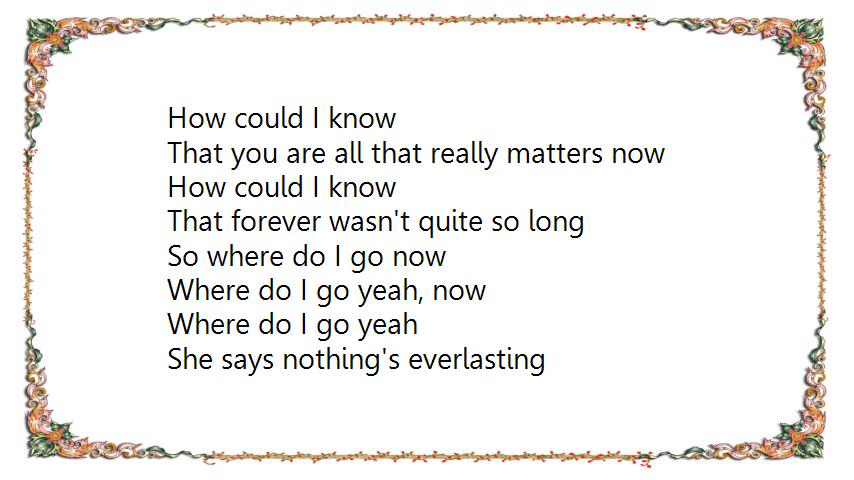 How could I know
That you are all that really matters now
How could I know
That forever wasn't quite so long
So where do I go now
Where do I go yeah, now
Where do I go yeah
She says nothing's everlasting